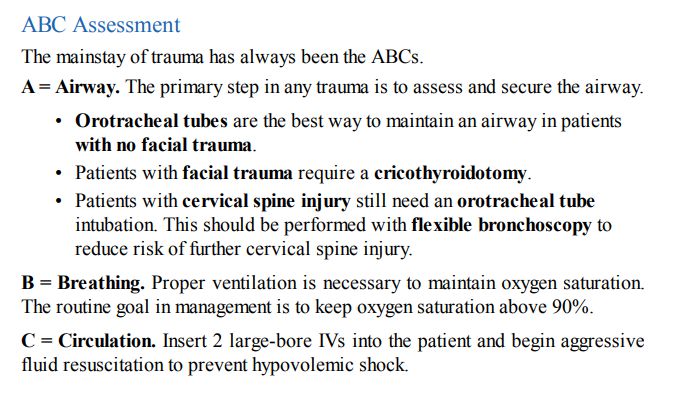 ABC Assessment
The mainstay of trauma has always been the ABCs.
A = Airway. The primary step in any trauma is to assess and secure the airway.
• Orotracheal tubes are the best way to maintain an airway in patients
with no facial trauma.
• Patients with facial trauma require a cricothyroidotomy.
• Patients with cervical spine injury still need an orotracheal tube
intubation. This should be performed with flexible bronchoscopy to
reduce risk of further cervical spine injury.
B = Breathing. Proper ventilation is necessary to maintain oxygen saturation.
The routine goal in management is to keep oxygen saturation above 90%.
C = Circulation. Insert 2 large-bore IVs into the patient and begin aggressive
fluid resuscitation to prevent hypovolemic shock.